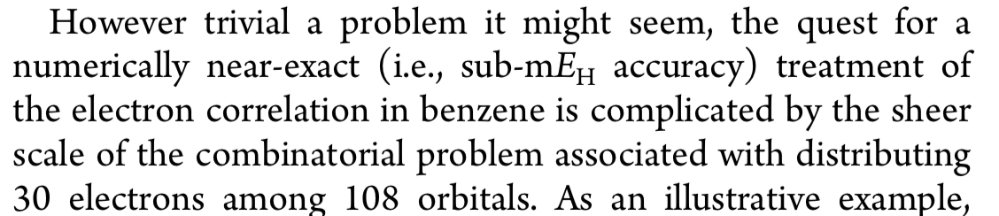 However trivial a problem it might seem, the quest for a
numerically near-exact (i.e., sub-mE_H accuracy) treatment of
the electron correlation in benzene is complicated by the sheer
scale of the combinatorial problem associated with distributing
30 electrons among 108 orbitals. As an illustrative example,